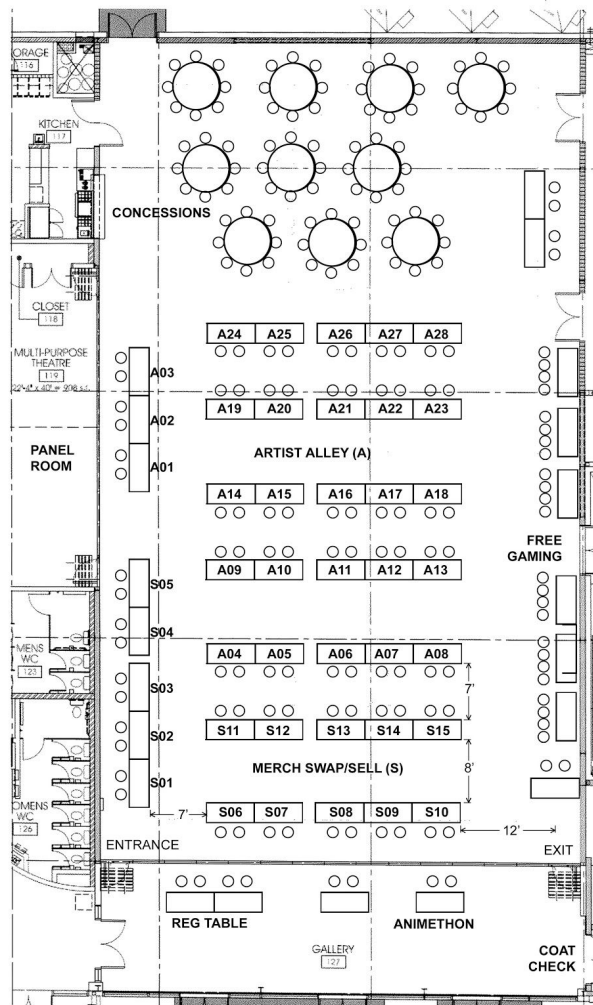 ORAGE
116
KITCHEN
117
CONCESSIONS
CLOSET
118
MULTI-PURPOSE
THEATRE
119
22'-4" x 40' = 908 s.f.
PANEL
ROOM
A24 A25 A26 A27 A28
A03
A19 A20 A21 A22 A23
A02
ARTIST ALLEY (A)
A01
A14 A15 A16 A17 A18
FREE
GAMING
A09 A10 A11 A12 A13
S05
S04
MENS
WC
123
A04 A05 A06 A07 A08
S03
7'
S11 S12 S13 S14 S15
S02
MERCH SWAP/SELL (S)
8'
S01
OMENS
WC
126
7'
S06 S07 S08 S09 S10
12'
ENTRANCE
EXIT
REG TABLE
ANIMETHON
GALLERY
127
COAT
CHECK